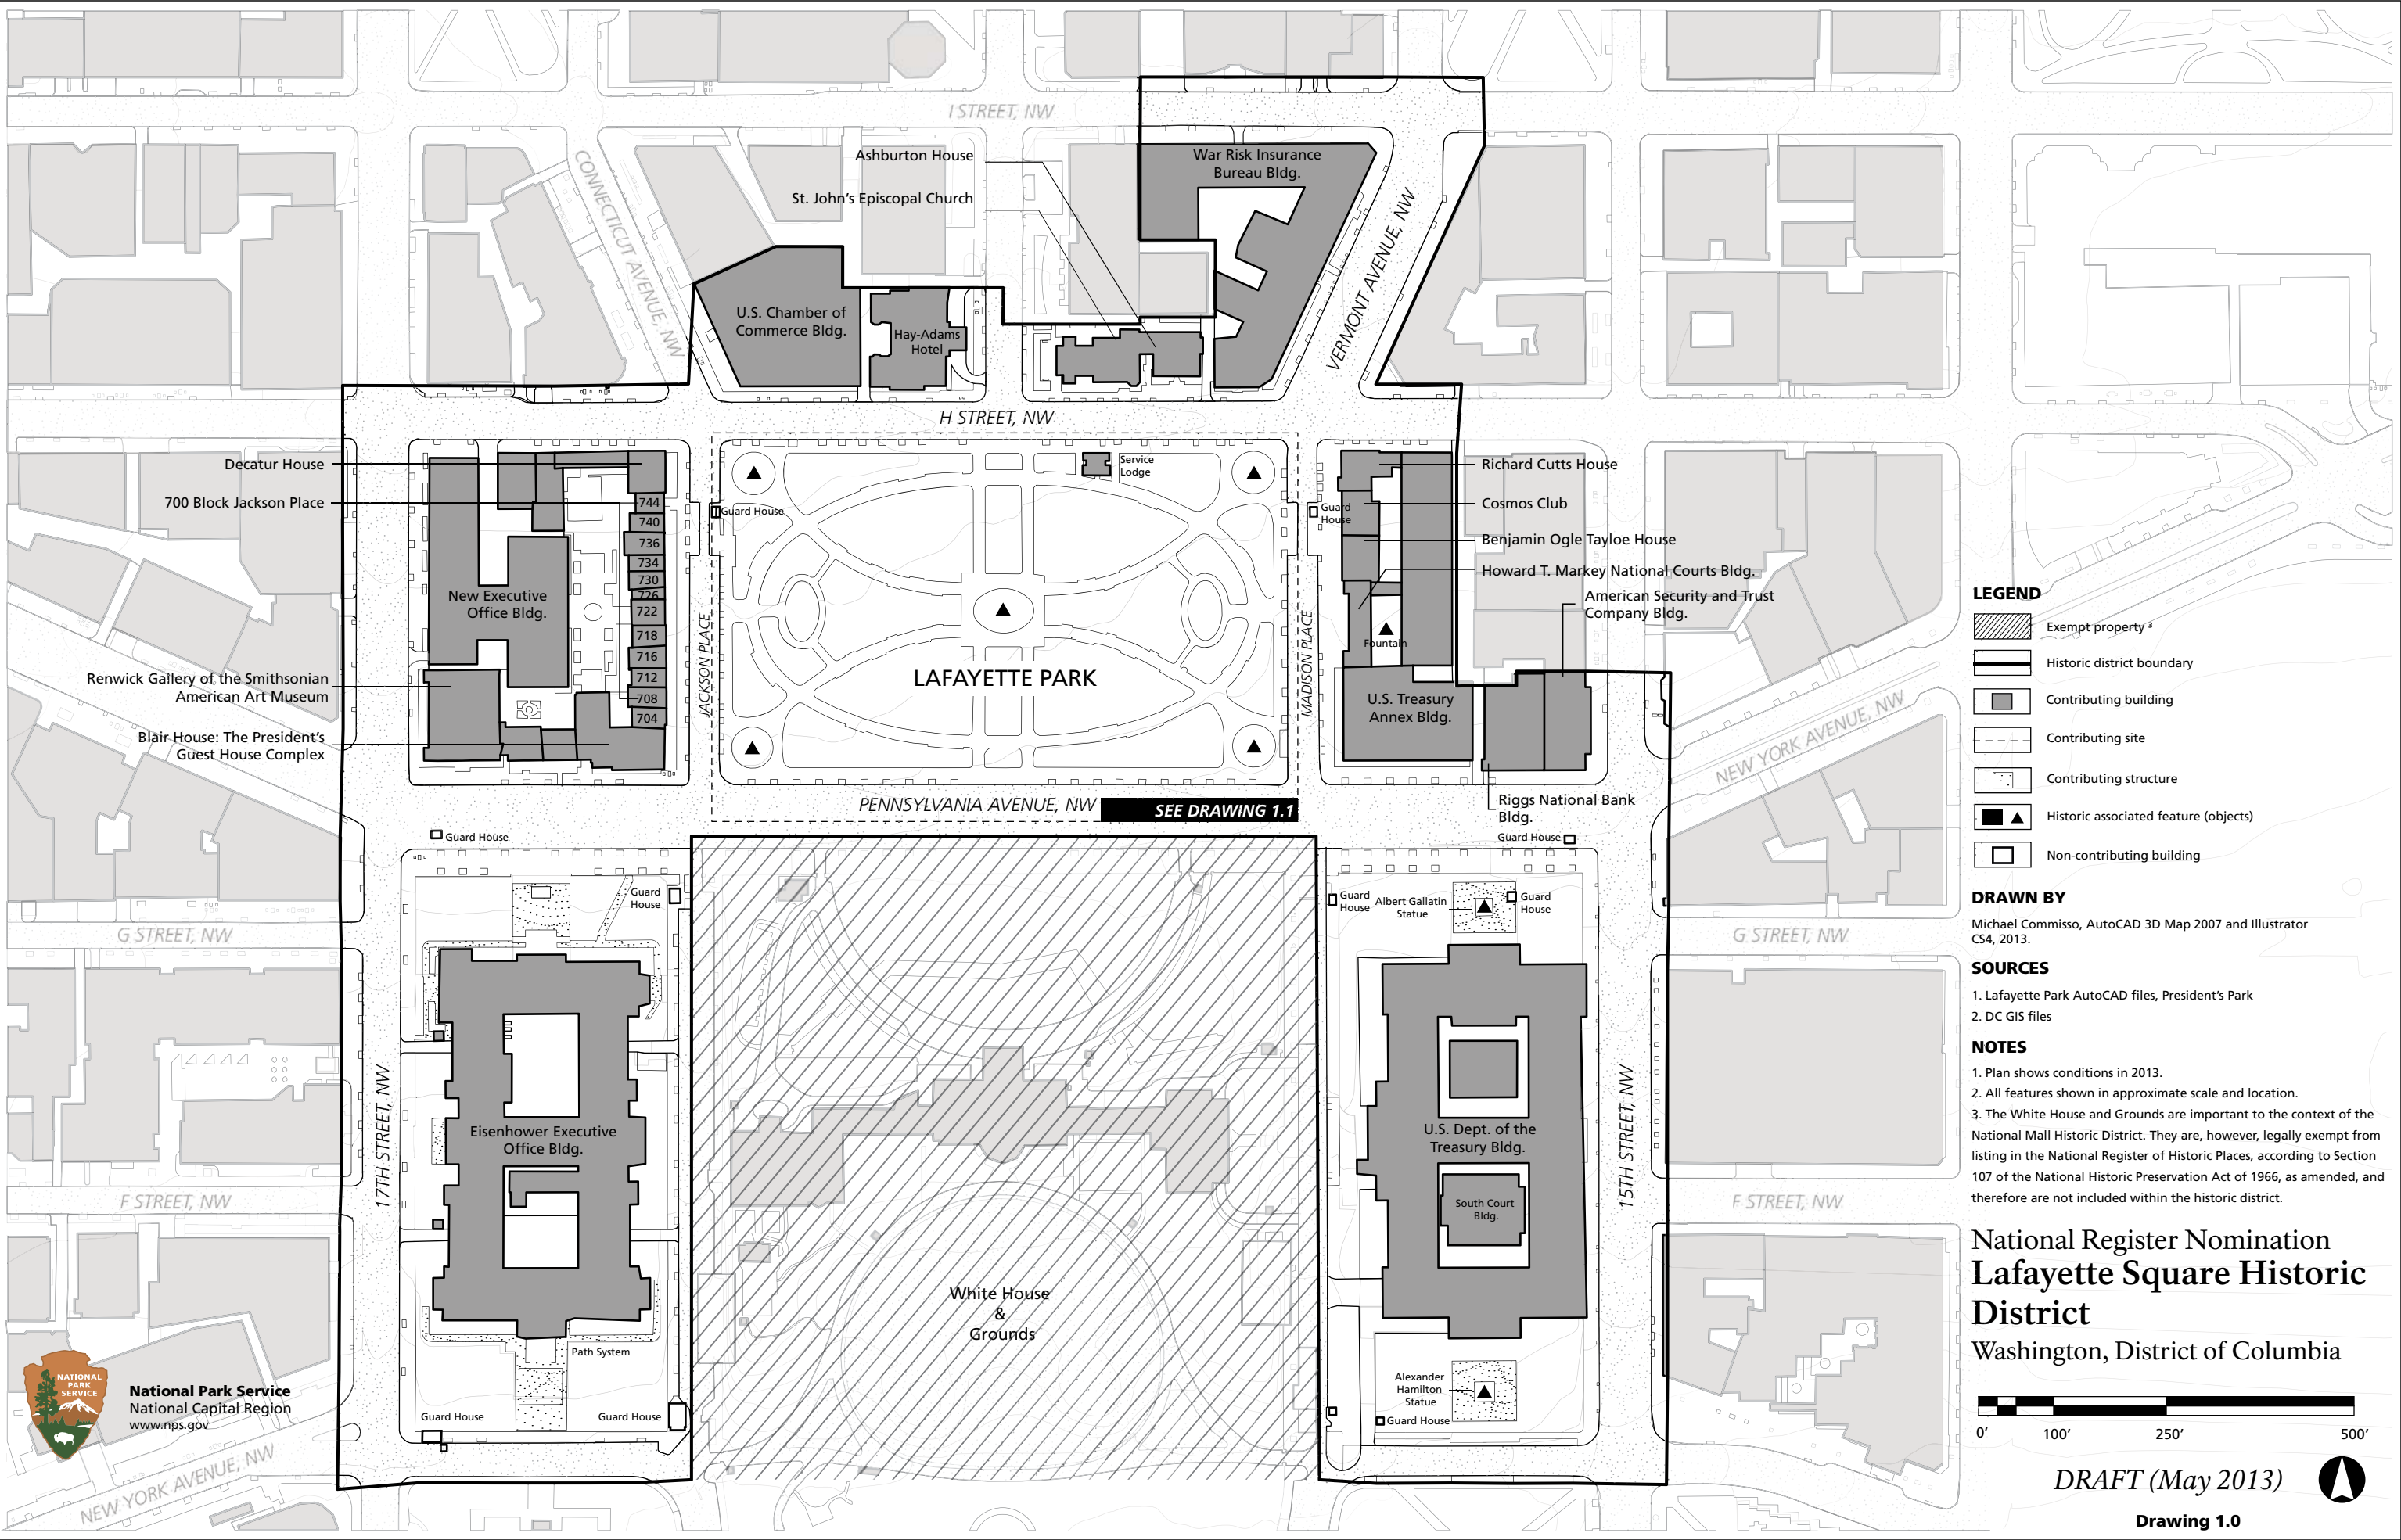 I STREET, NW
CONNECTICUT AVENUE, NW
Ashburton House
St. John’s Episcopal Church
War Risk Insurance
Bureau Bldg.
VERMONT AVENUE, NW
U.S. Chamber of
Commerce Bldg.
Hay-Adams
Hotel
H STREET, NW
Decatur House
700 Block Jackson Place
744
740
736
734
730
726
722
718
716
712
708
704
New Executive
Office Bldg.
Renwick Gallery of the Smithsonian
American Art Museum
Blair House: The President’s
Guest House Complex
JACKSON PLACE
Guard House
Service
Lodge
LAFAYETTE PARK
MADISON PLACE
Guard
House
Richard Cutts House
Cosmos Club
Benjamin Ogle Tayloe House
Howard T. Markey National Courts Bldg.
American Security and Trust
Company Bldg.
Fountain
U.S. Treasury
Annex Bldg.
Riggs National Bank
Bldg.
NEW YORK AVENUE, NW
PENNSYLVANIA AVENUE, NW
SEE DRAWING 1.1
Guard House
Guard House
Guard
House
Guard
House
Albert Gallatin
Statue
Guard
House
G STREET, NW
G STREET, NW
17TH STREET, NW
Eisenhower Executive
Office Bldg.
U.S. Dept. of the
Treasury Bldg.
South Court
Bldg.
15TH STREET, NW
F STREET, NW
F STREET, NW
White House
&
Grounds
Path System
Guard House
Guard House
Alexander
Hamilton
Statue
Guard House
NEW YORK AVENUE, NW
NATIONAL
PARK
SERVICE
National Park Service
National Capital Region
www.nps.gov
LEGEND
Exempt property ³
Historic district boundary
Contributing building
Contributing site
Contributing structure
Historic associated feature (objects)
Non-contributing building
DRAWN BY
Michael Commisso, AutoCAD 3D Map 2007 and Illustrator
CS4, 2013.
SOURCES
1. Lafayette Park AutoCAD files, President’s Park
2. DC GIS files
NOTES
1. Plan shows conditions in 2013.
2. All features shown in approximate scale and location.
3. The White House and Grounds are important to the context of the
National Mall Historic District. They are, however, legally exempt from
listing in the National Register of Historic Places, according to Section
107 of the National Historic Preservation Act of 1966, as amended, and
therefore are not included within the historic district.
National Register Nomination
Lafayette Square Historic
District
Washington, District of Columbia
0’ 100’ 250’ 500’
DRAFT (May 2013)
Drawing 1.0